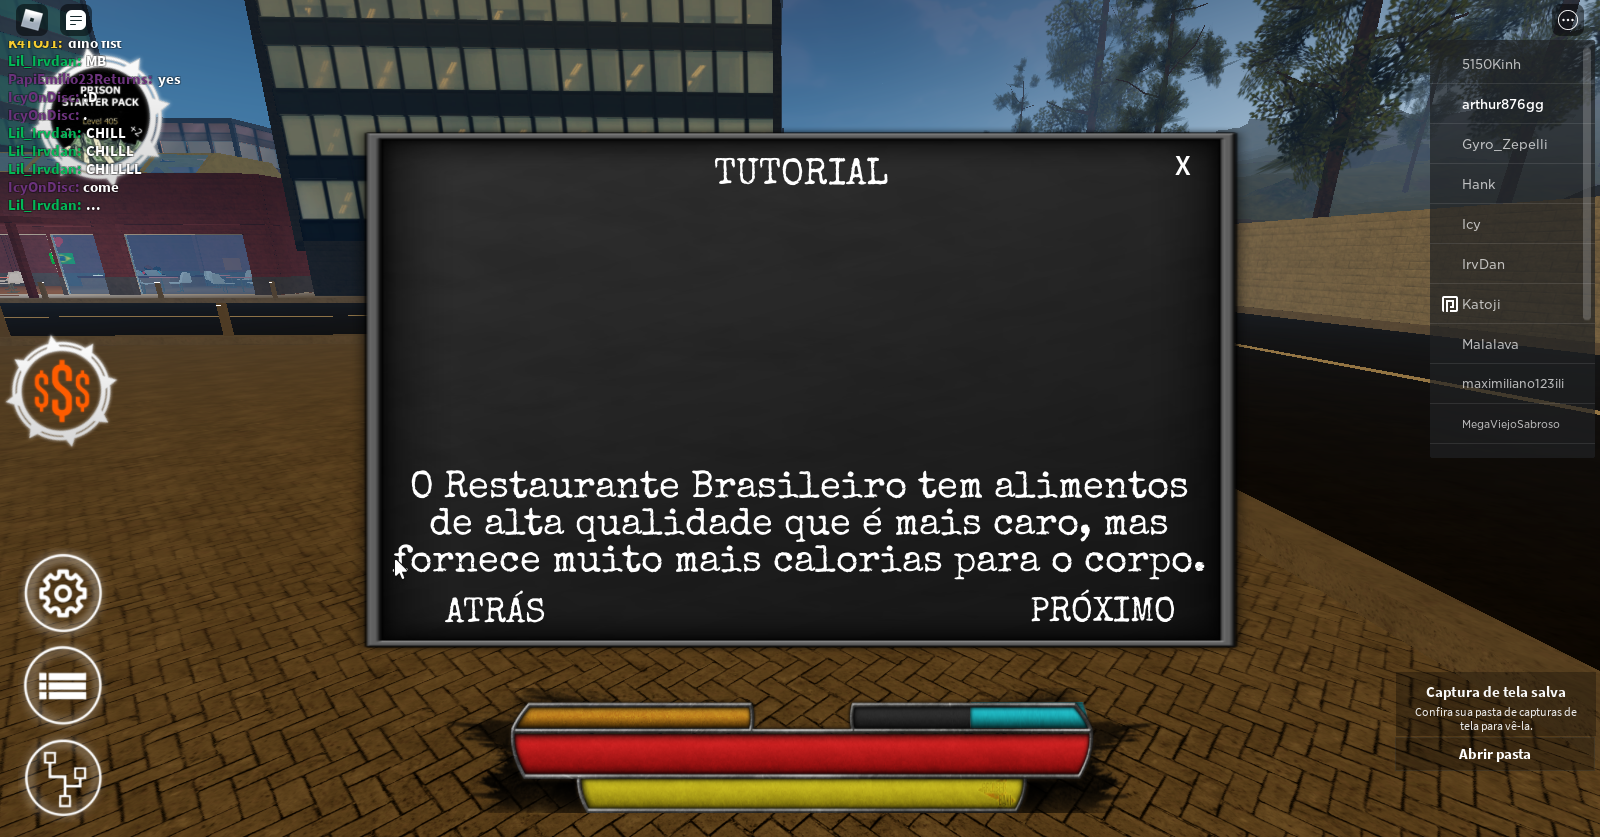 K4TOJ1: dino fist
Lil_Irvdan: MB
PapiEmilio23Returns: yes
IcyOnDisc: :D
IcyOnDisc: .
Lil_Irvdan: CHILL
Lil_Irvdan: CHILLL
Lil_Irvdan: CHILLLL
IcyOnDisc: come
Lil_Irvdan: ...
PRISON
STARTER PACK
Level 405
x2
$$$
TUTORIAL
X
O Restaurante Brasileiro tem alimentos
de alta qualidade que é mais caro, mas
fornece muito mais calorias para o corpo.
ATRÁS
PRÓXIMO
5150Kinh
arthur876gg
Gyro_Zepelli
Hank
Icy
IrvDan
Katoji
Malalava
maximiliano123ili
MegaViejoSabroso
Captura de tela salva
Confira sua pasta de capturas de
tela para vê-la.
Abrir pasta